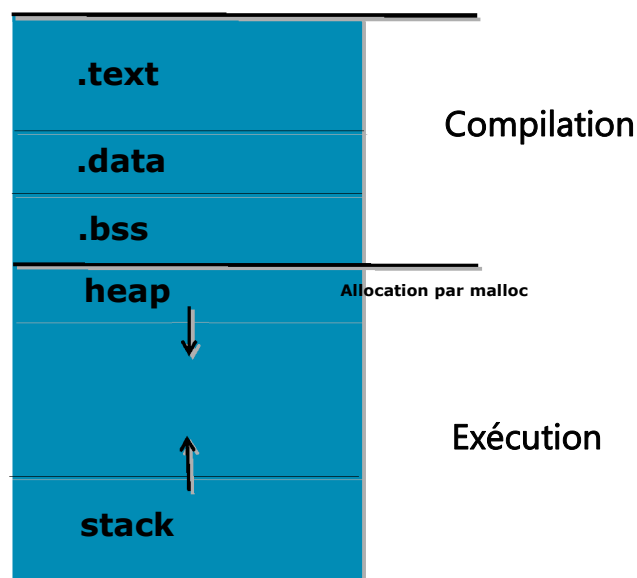 .text
Compilation
.data
.bss
heap
Allocation par malloc
Exécution
stack